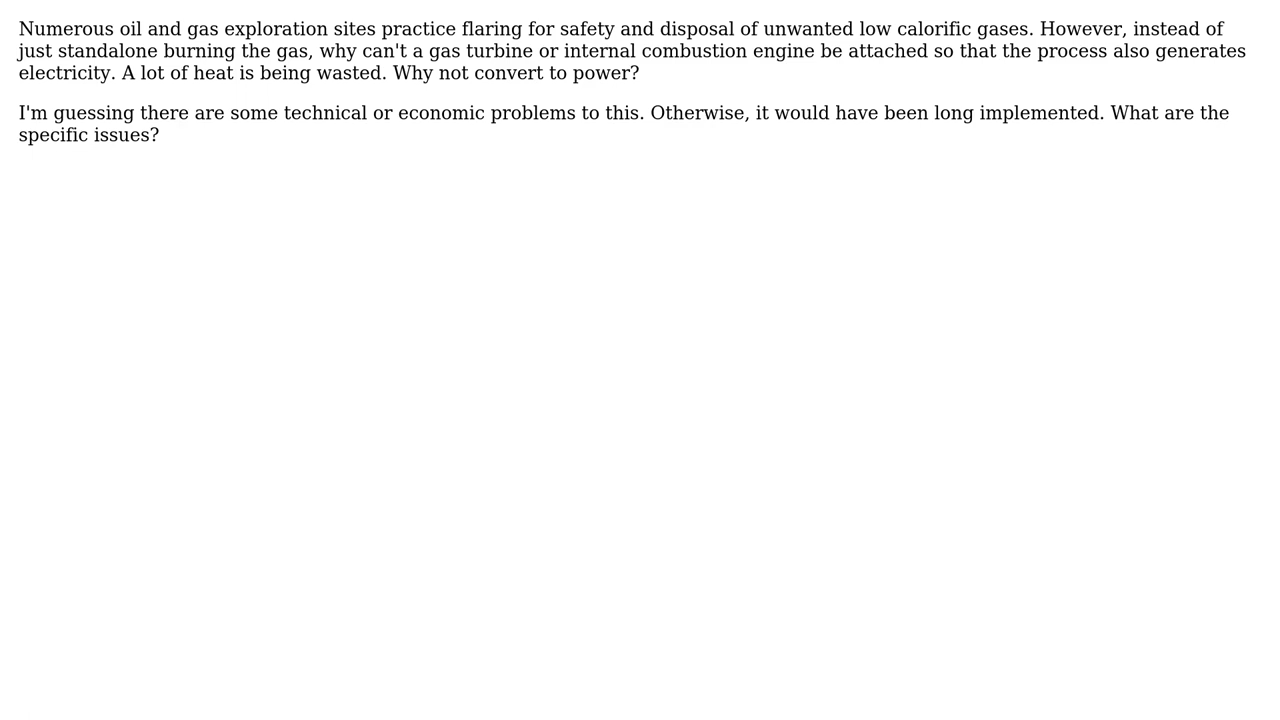 Numerous oil and gas exploration sites practice flaring for safety and disposal of unwanted low calorific gases. However, instead of
just standalone burning the gas, why can't a gas turbine or internal combustion engine be attached so that the process also generates
electricity. A lot of heat is being wasted. Why not convert to power?
I'm guessing there are some technical or economic problems to this. Otherwise, it would have been long implemented. What are the
specific issues?